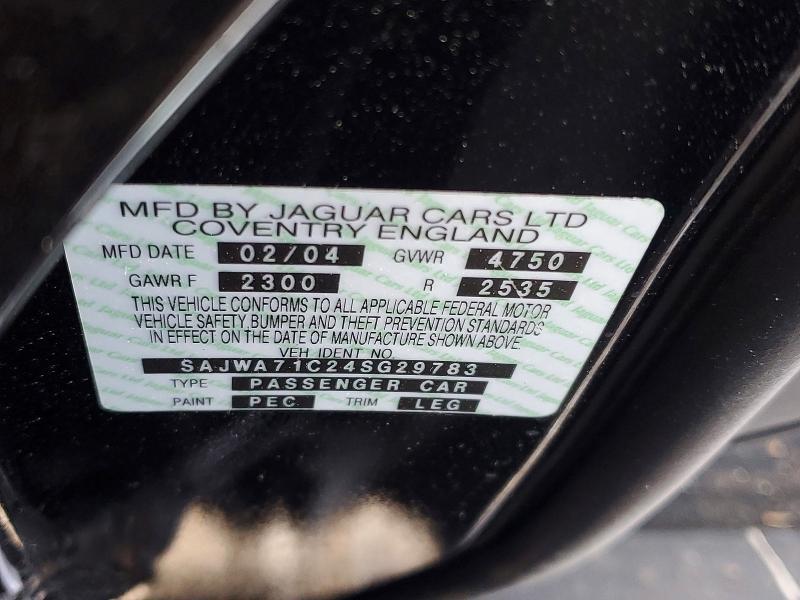 MFD BY JAGUAR CARS LTD
COVENTRY ENGLAND
MFD DATE 02/04 GVWR 4750
GAWR F 2300 R 2535
THIS VEHICLE CONFORMS TO ALL APPLICABLE FEDERAL MOTOR
VEHICLE SAFETY, BUMPER AND THEFT PREVENTION STANDARDS
IN EFFECT ON THE DATE OF MANUFACTURE SHOWN ABOVE.
VEH IDENT NO.
SAJWA71C24SG29783
TYPE PASSENGER CAR
PAINT PEC TRIM LEG